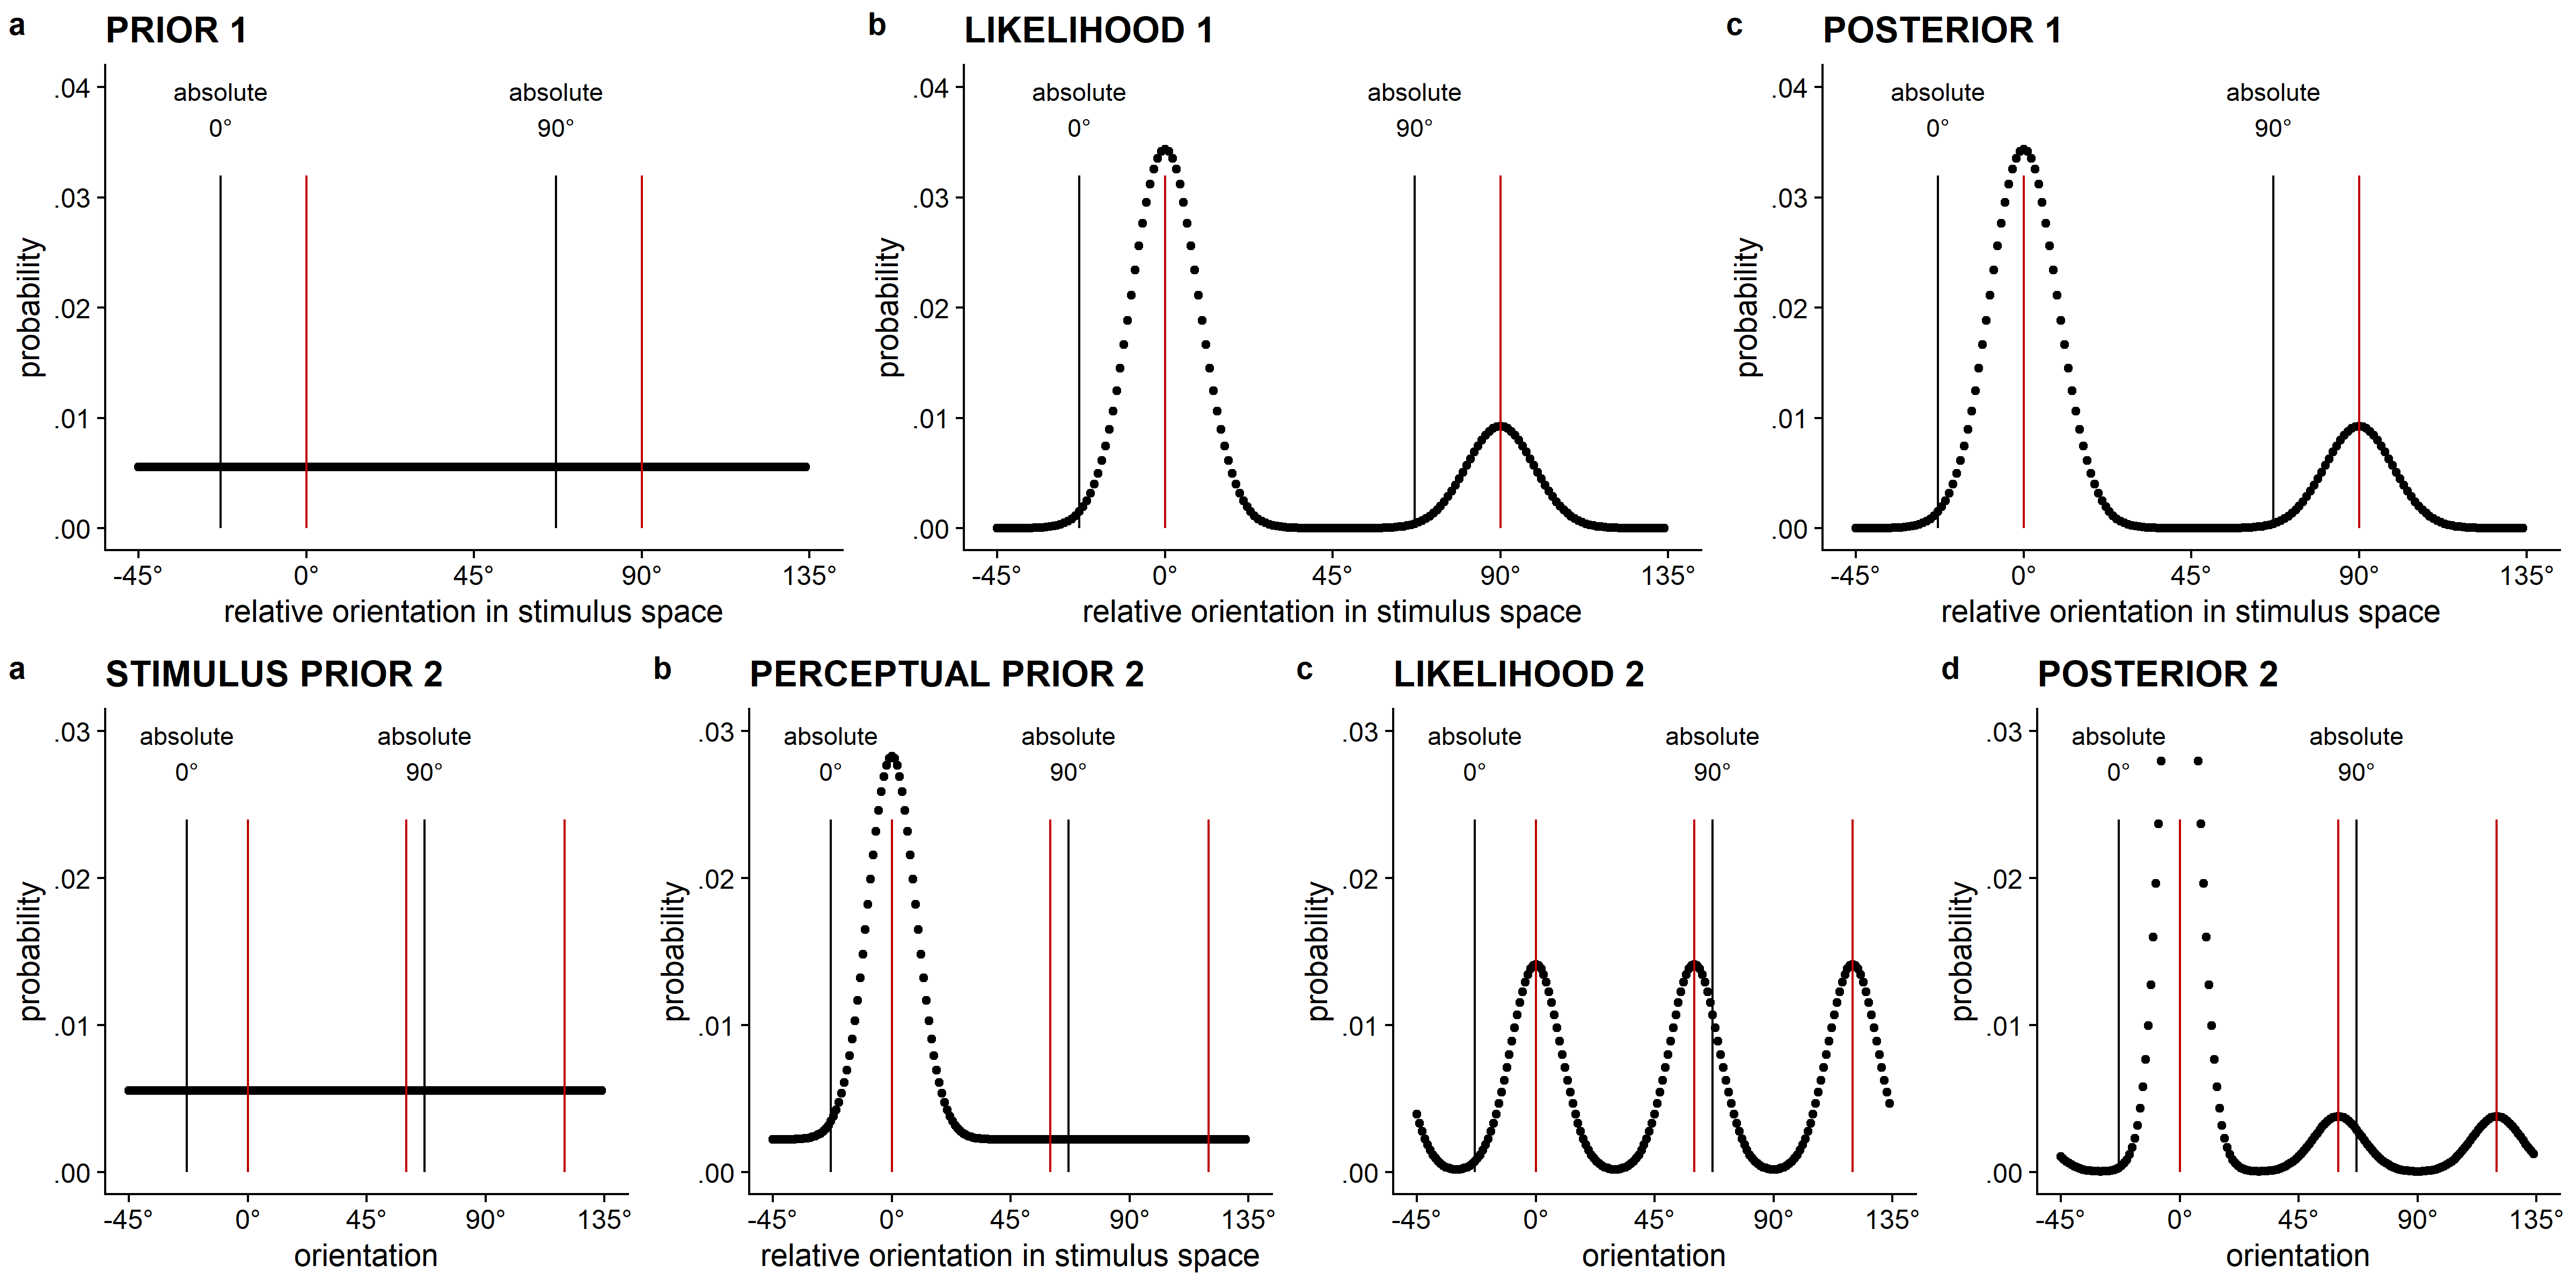 a PRIOR 1
.04
.03
.02
.01
.00
absolute absolute
0° 90°
probability
-45° 0° 45° 90° 135°
relative orientation in stimulus space
b LIKELIHOOD 1
.04
.03
.02
.01
.00
absolute absolute
0° 90°
probability
-45° 0° 45° 90° 135°
relative orientation in stimulus space
c POSTERIOR 1
.04
.03
.02
.01
.00
absolute absolute
0° 90°
probability
-45° 0° 45° 90° 135°
relative orientation in stimulus space
a STIMULUS PRIOR 2
.03
.02
.01
.00
absolute absolute
0° 90°
probability
-45° 0° 45° 90° 135°
orientation
b PERCEPTUAL PRIOR 2
.03
.02
.01
.00
absolute absolute
0° 90°
probability
-45° 0° 45° 90° 135°
relative orientation in stimulus space
c LIKELIHOOD 2
.03
.02
.01
.00
absolute absolute
0° 90°
probability
-45° 0° 45° 90° 135°
orientation
d POSTERIOR 2
.03
.02
.01
.00
absolute absolute
0° 90°
probability
-45° 0° 45° 90° 135°
orientation